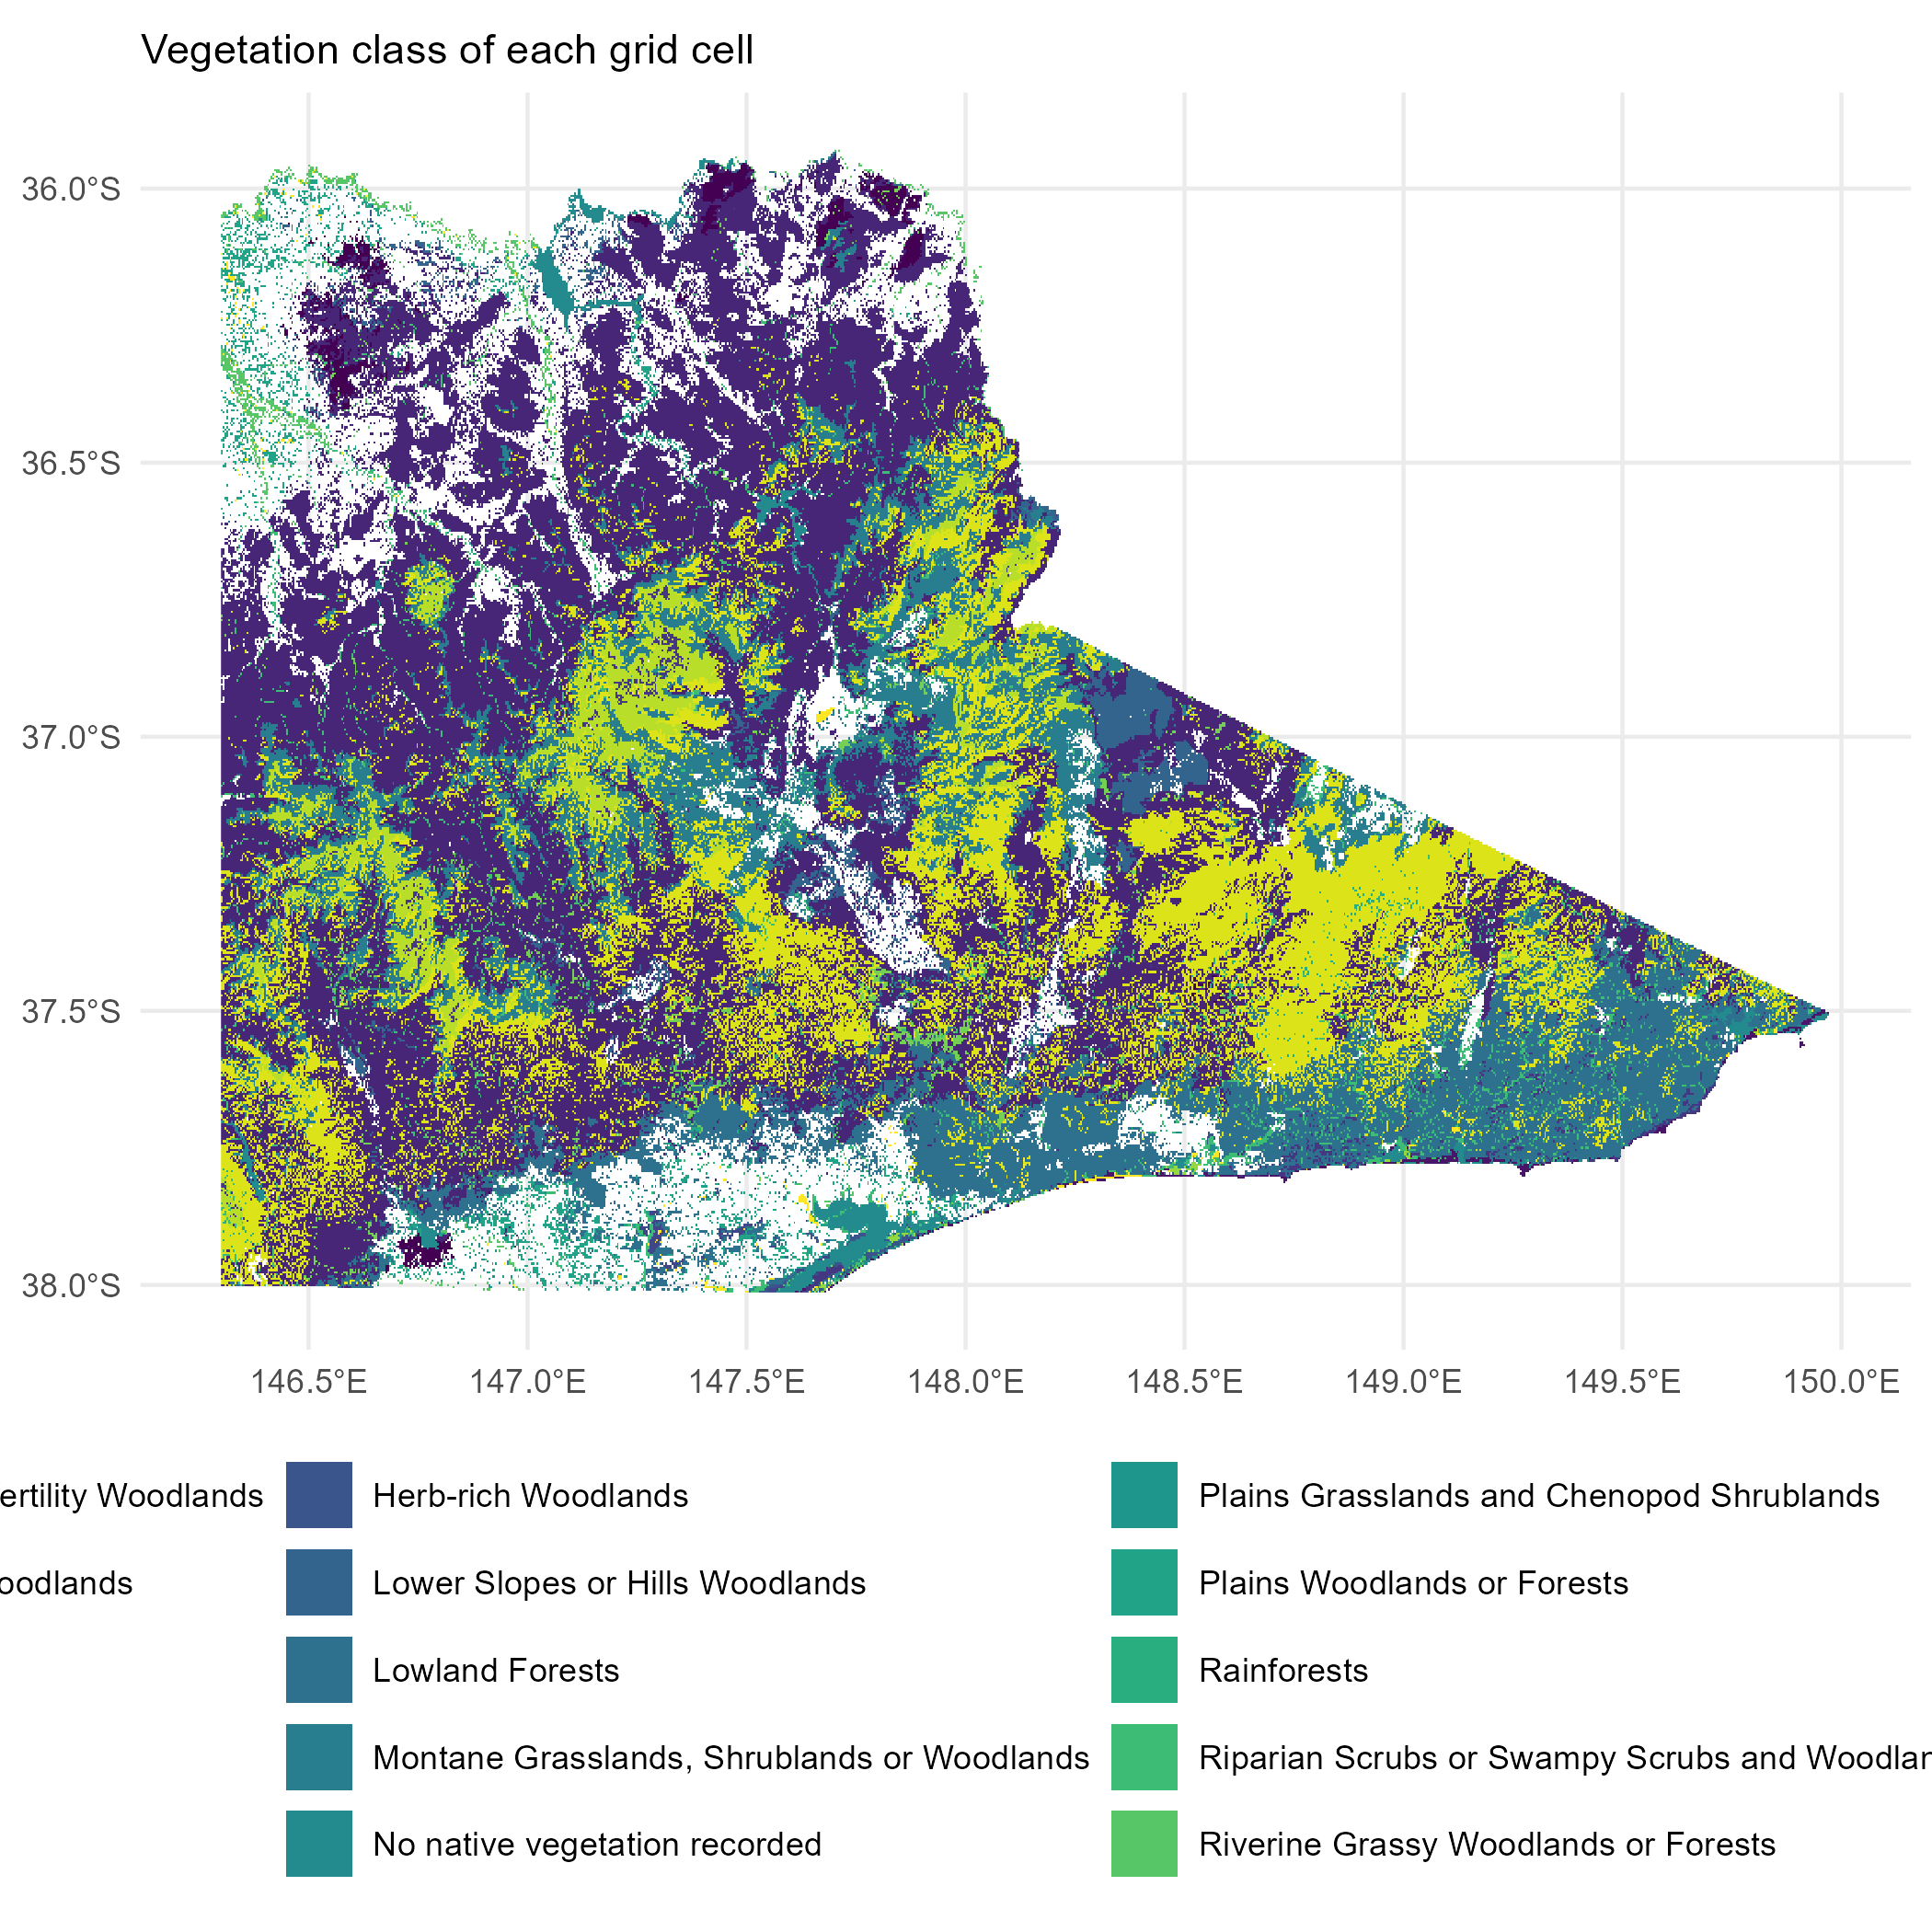 Vegetation class of each grid cell
36.0°S
36.5°S
37.0°S
37.5°S
38.0°S
146.5°E 147.0°E 147.5°E 148.0°E 148.5°E 149.0°E 149.5°E 150.0°E
ertility Woodlands
oodlands
Herb-rich Woodlands
Lower Slopes or Hills Woodlands
Lowland Forests
Montane Grasslands, Shrublands or Woodlands
No native vegetation recorded
Plains Grasslands and Chenopod Shrublands
Plains Woodlands or Forests
Rainforests
Riparian Scrubs or Swampy Scrubs and Woodlan
Riverine Grassy Woodlands or Forests